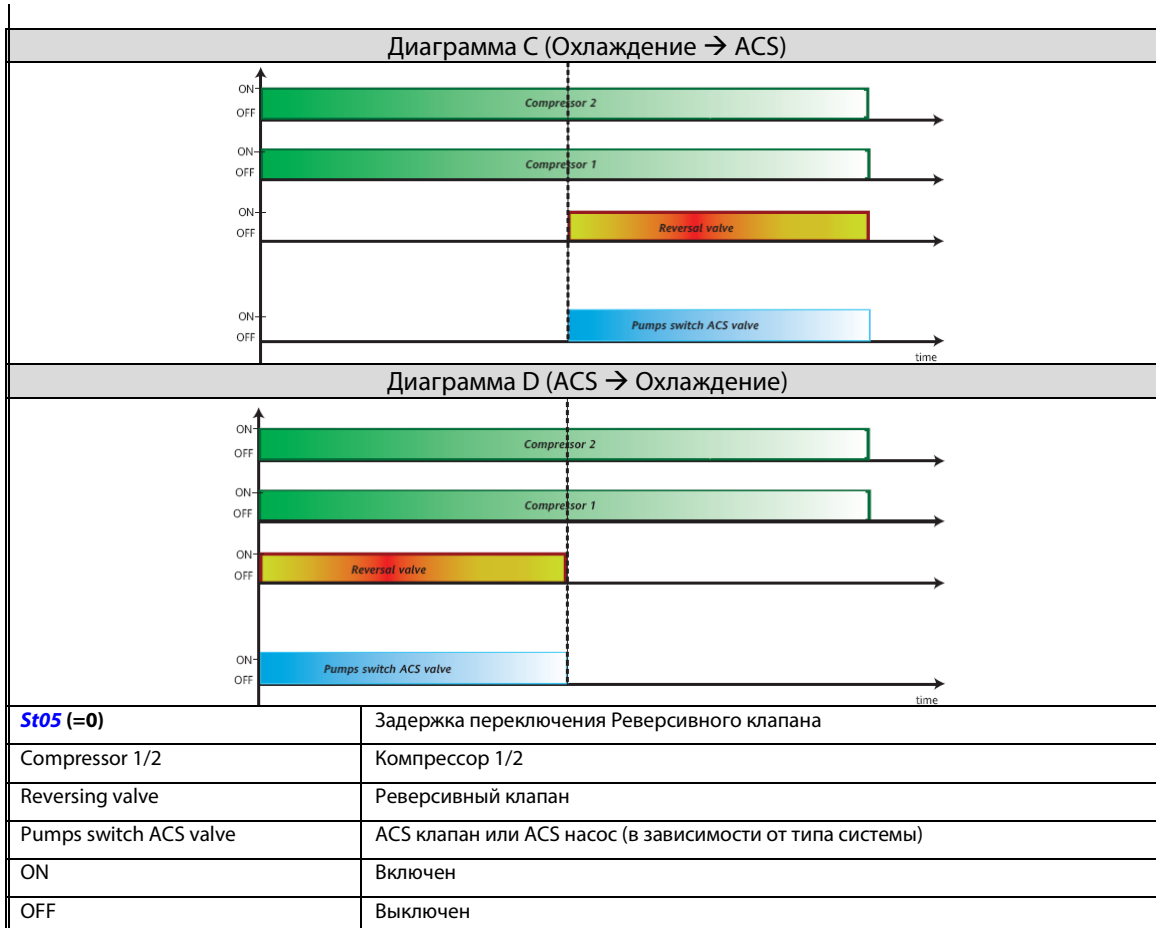 Диаграмма C (Охлаждение → ACS)
ON
OFF
Compressor 2
ON
OFF
Compressor 1
ON
OFF
Reversal valve
ON
OFF
Pumps switch ACS valve
time
Диаграмма D (ACS → Охлаждение)
ON
OFF
Compressor 2
ON
OFF
Compressor 1
ON
OFF
Reversal valve
ON
OFF
Pumps switch ACS valve
time
St05 (=0) Задержка переключения Реверсивного клапана
Compressor 1/2 Компрессор 1/2
Reversing valve Реверсивный клапан
Pumps switch ACS valve ACS клапан или ACS насос (в зависимости от типа системы)
ON Включен
OFF Выключен